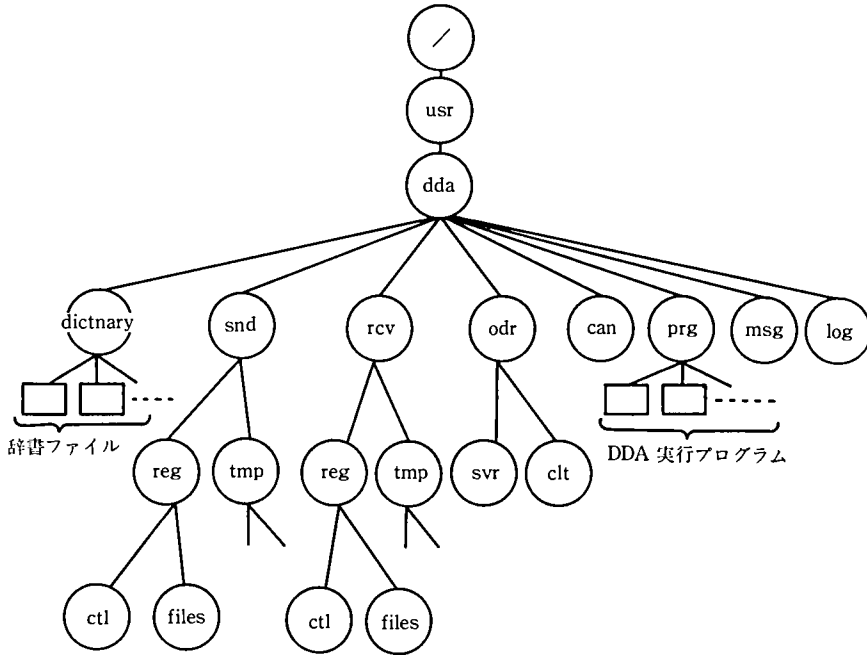 /
usr
dda
dictnary
snd
rcv
odr
can
prg
msg
log
辞書ファイル
DDA 実行プログラム
reg
tmp
reg
tmp
svr
clt
ctl
files
ctl
files